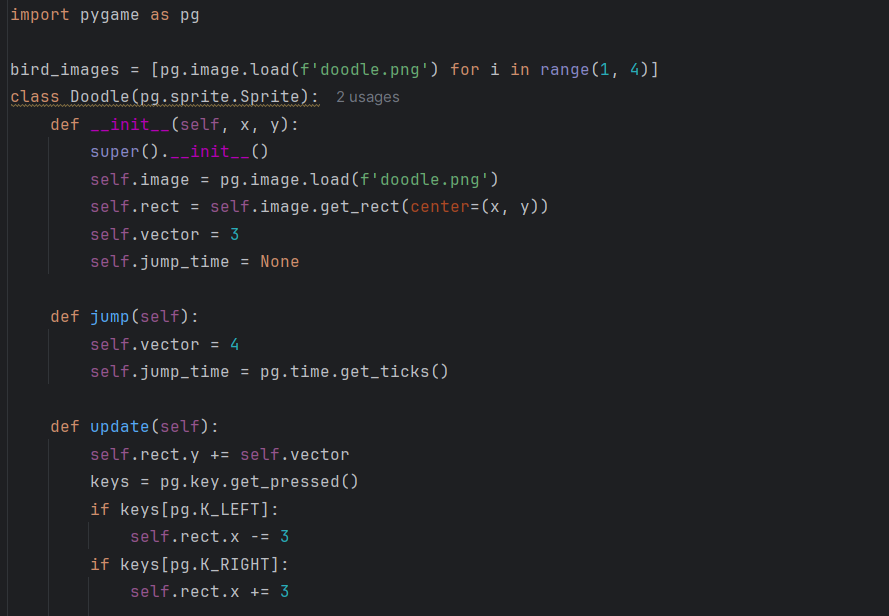 import pygame as pg
bird_images = [pg.image.load(f'doodle.png') for i in range(1, 4)]
class Doodle(pg.sprite.Sprite):  2 usages
    def __init__(self, x, y):
        super().__init__()
        self.image = pg.image.load(f'doodle.png')
        self.rect = self.image.get_rect(center=(x, y))
        self.vector = 3
        self.jump_time = None
    def jump(self):
        self.vector = 4
        self.jump_time = pg.time.get_ticks()
    def update(self):
        self.rect.y += self.vector
        keys = pg.key.get_pressed()
        if keys[pg.K_LEFT]:
            self.rect.x -= 3
        if keys[pg.K_RIGHT]:
            self.rect.x += 3